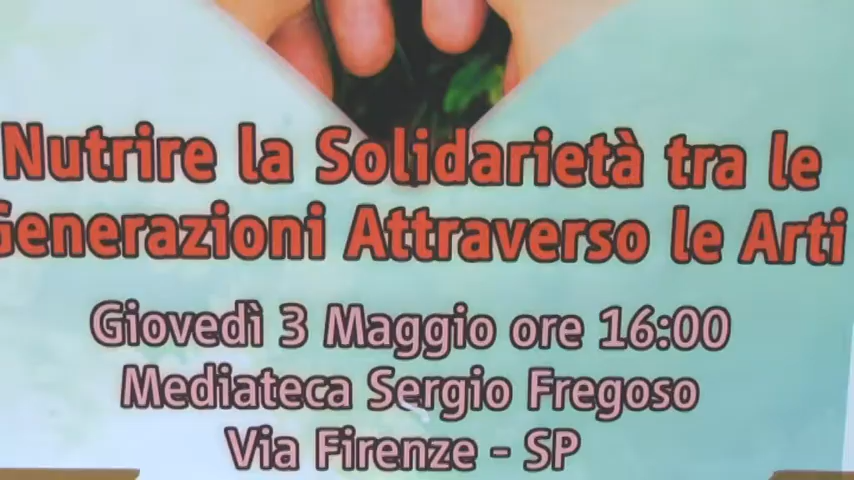 Nutrire la Solidarietà tra le
Generazioni Attraverso le Arti
Giovedì 3 Maggio ore 16:00
Mediateca Sergio Fregoso
Via Firenze - SP